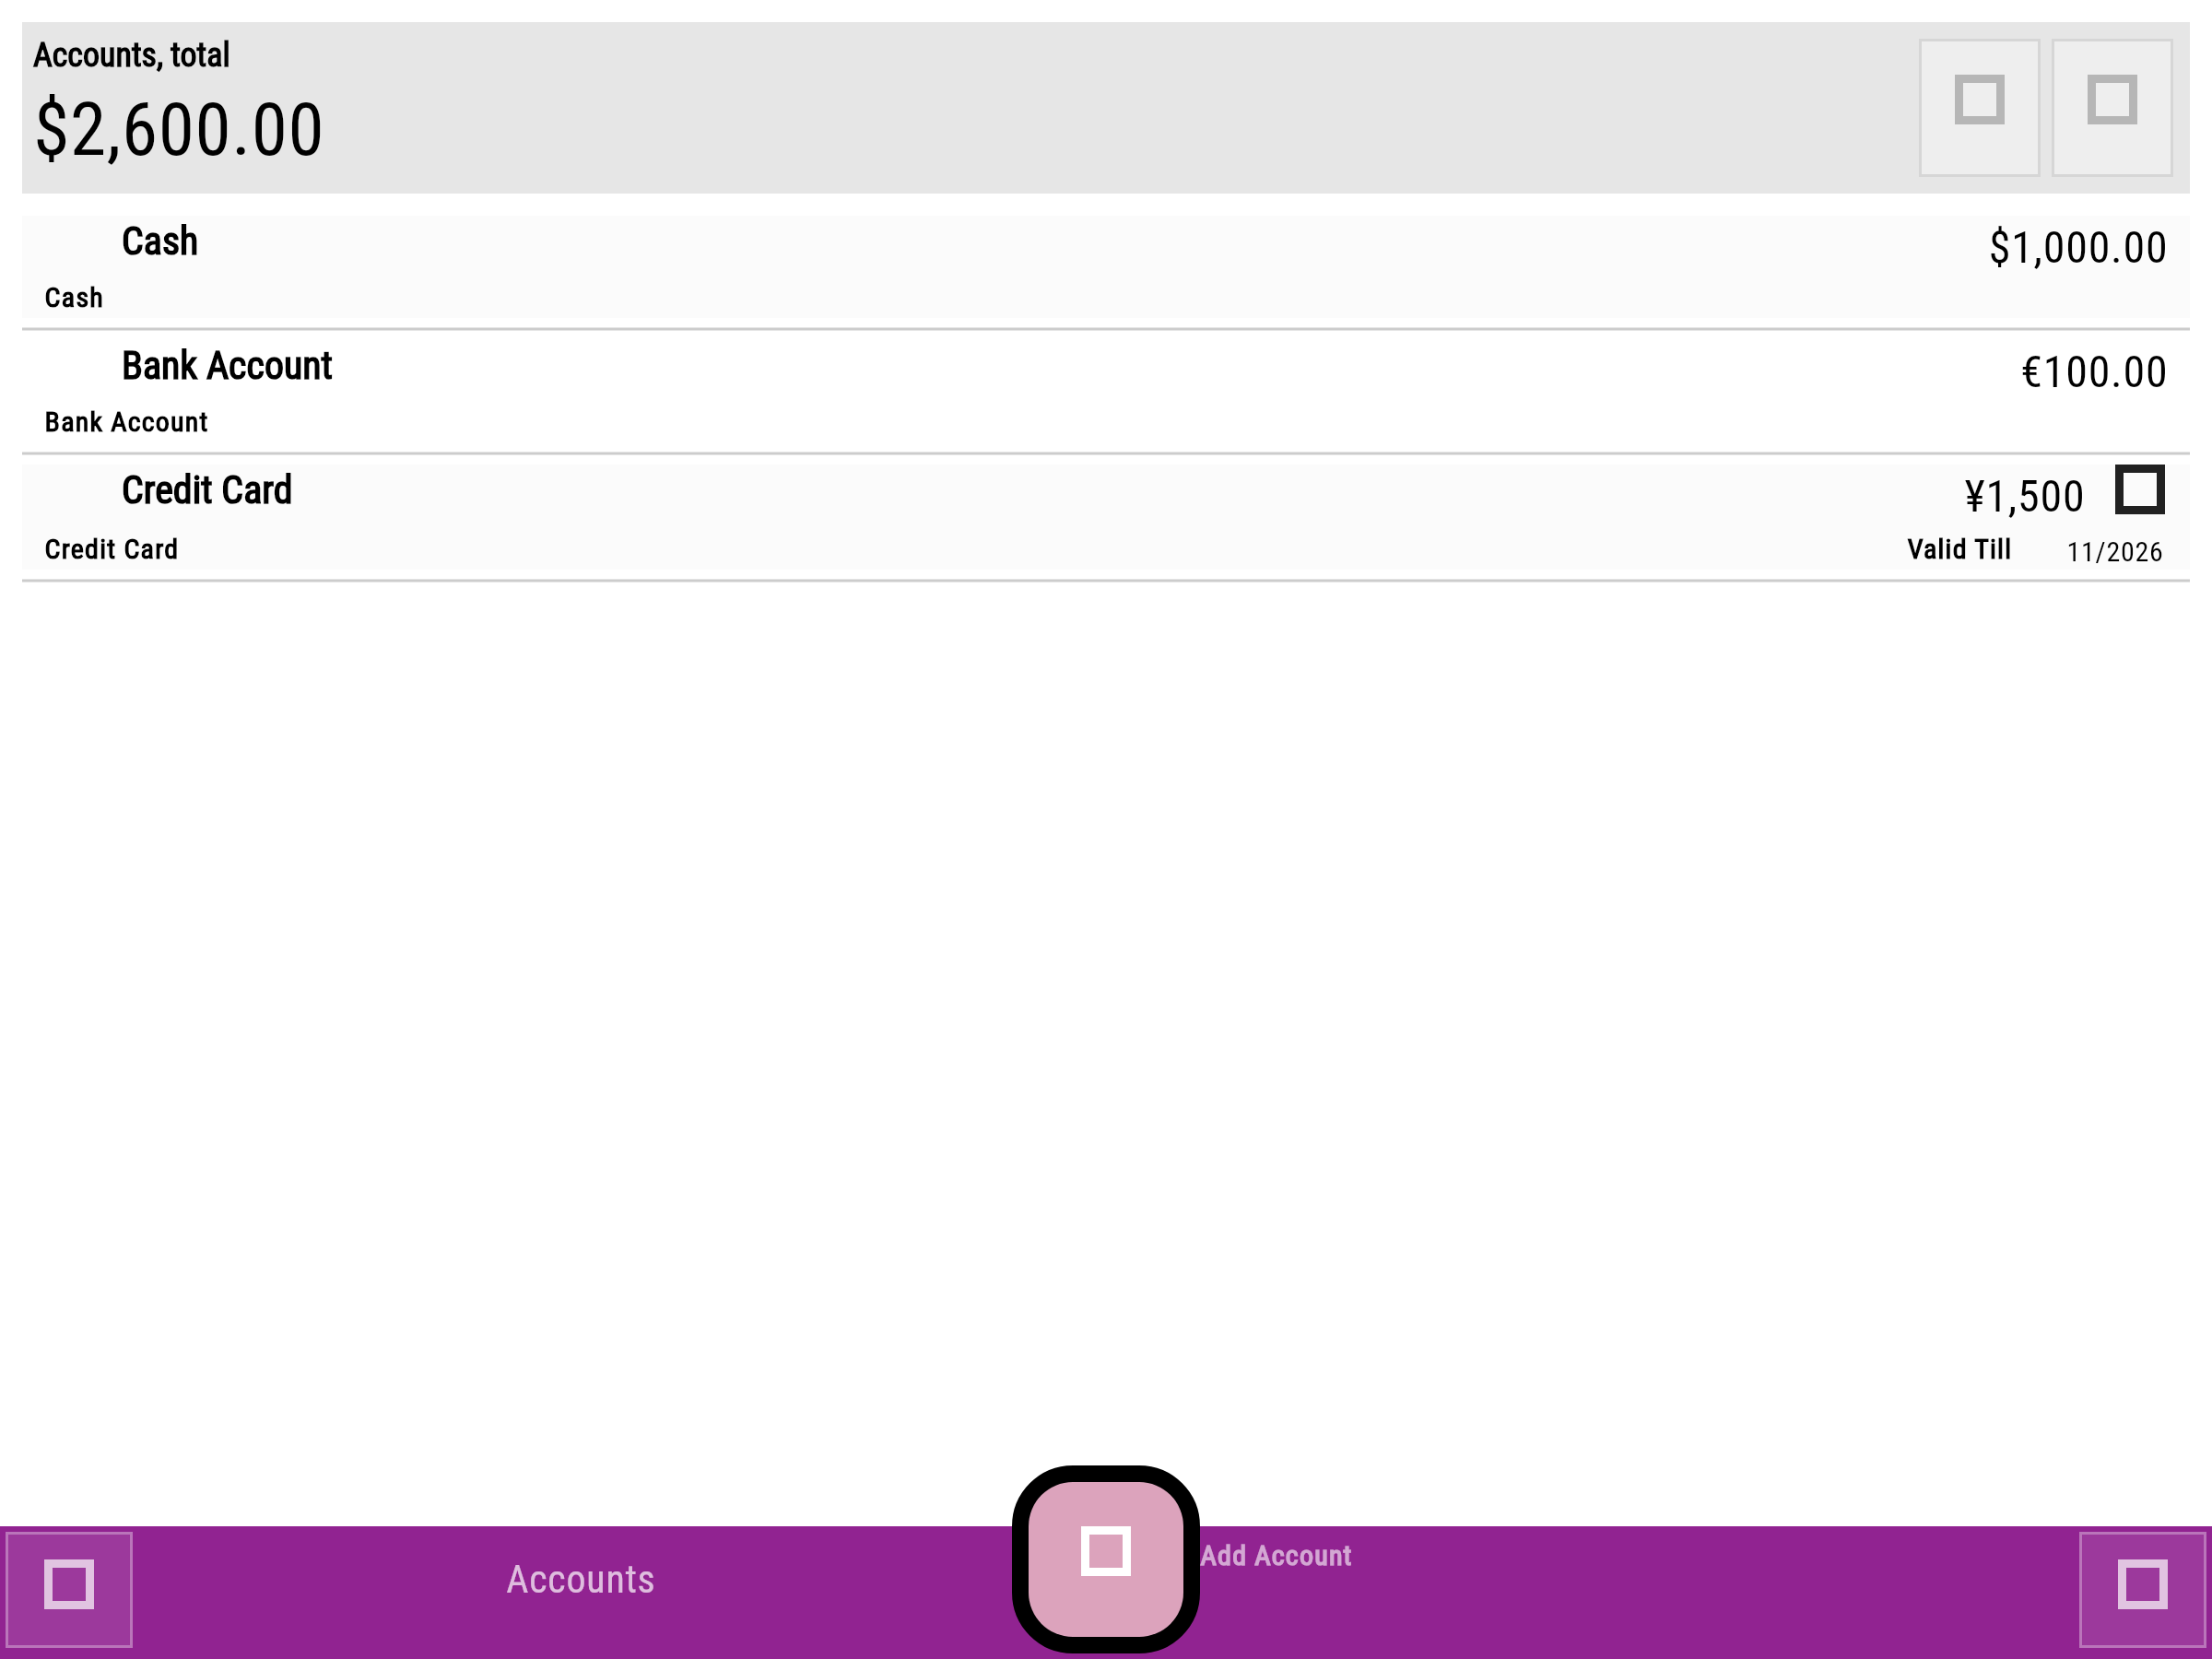 Accounts, total
$2,600.00
Cash
$1,000.00
Cash
Bank Account
€100.00
Bank Account
Credit Card
¥1,500
Credit Card
Valid Till
11/2026
Accounts
Add Account